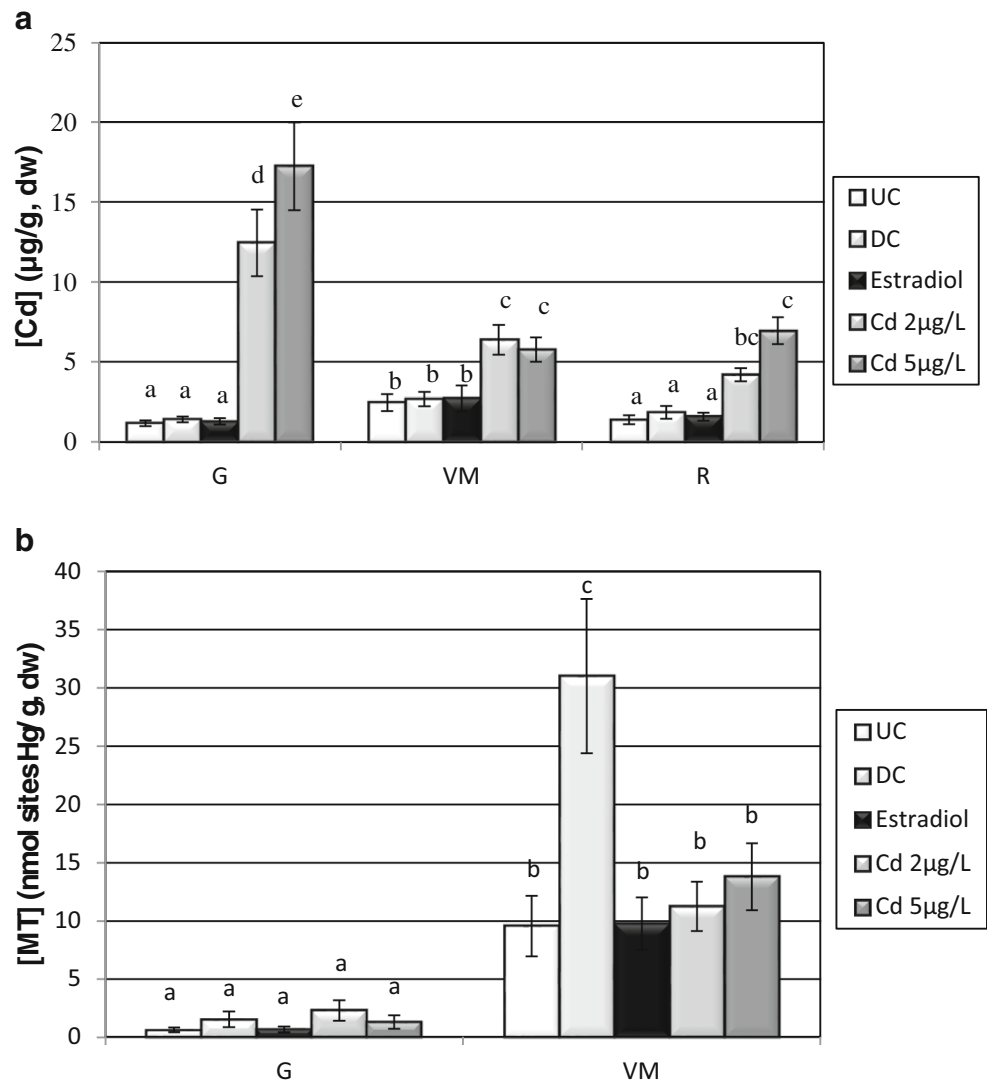 a
[Cd] (µg/g, dw)
25
20
15
10
5
0
a
a
a
d
e
b
b
b
c
c
a
a
a
bc
c
G
VM
R
UC
DC
Estradiol
Cd 2µg/L
Cd 5µg/L
b
[MT] (nmol sitesHg/g, dw)
40
35
30
25
20
15
10
5
0
a
a
a
a
a
b
c
b
b
b
G
VM
UC
DC
Estradiol
Cd 2µg/L
Cd 5µg/L